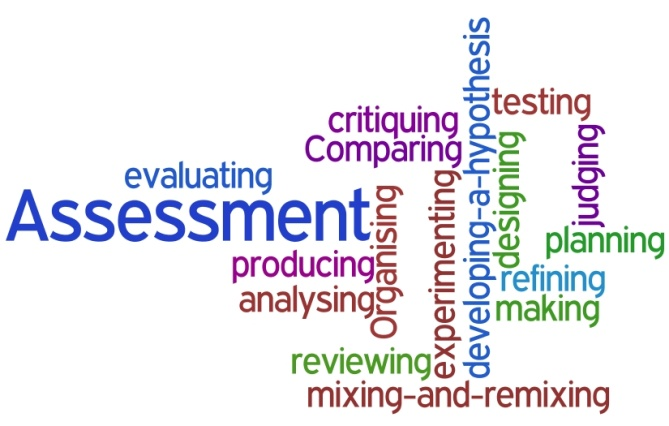 developing-a-hypothesis
testing
critiquing
Comparing
judging
designing
evaluating
Assessment
experimenting
Organising
planning
producing
refining
analysing
making
reviewing
mixing-and-remixing